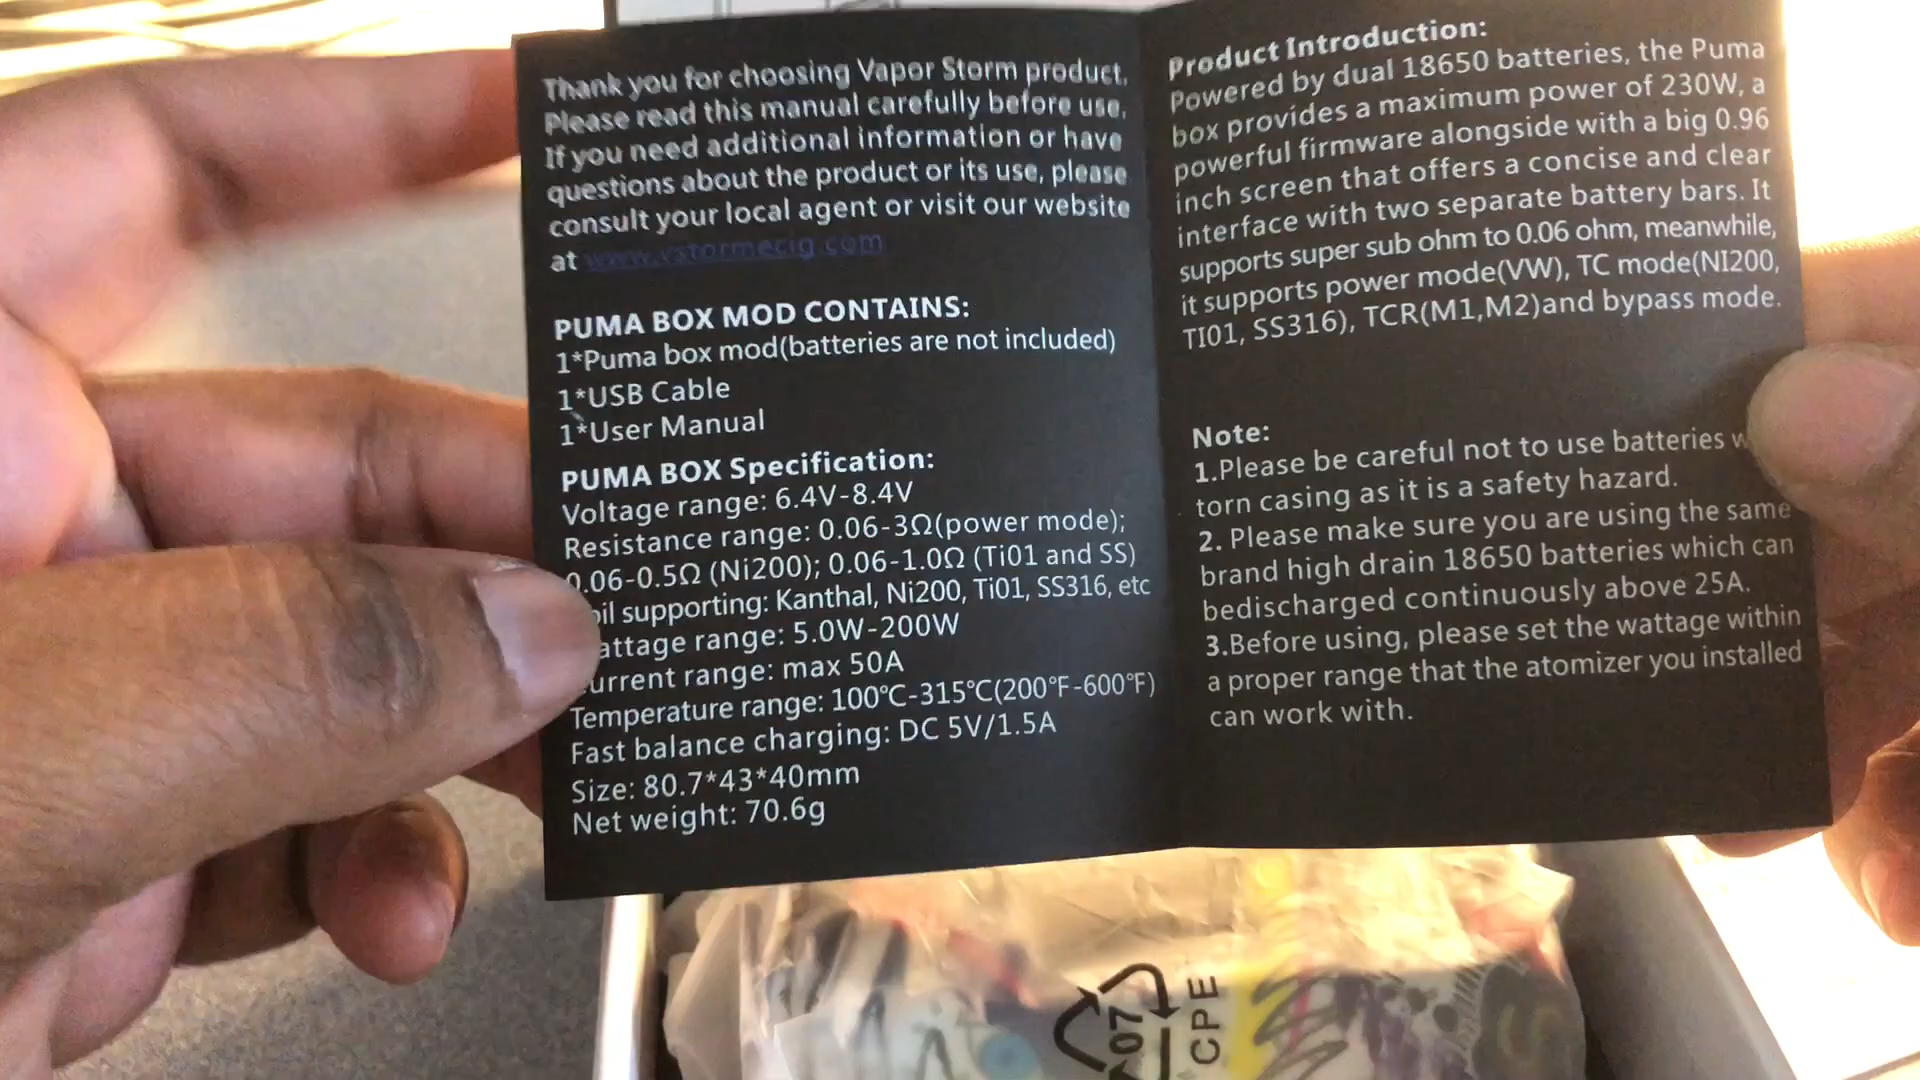 Thank you for choosing Vapor Storm product.
Please read this manual carefully before use,
If you need additional information or have
questions about the product or its use, please
consult your local agent or visit our website
at www.vstormecig.com
PUMA BOX MOD CONTAINS:
1*Puma box mod(batteries are not included)
1*USB Cable
1*User Manual
PUMA BOX Specification:
Voltage range: 6.4V-8.4V
Resistance range: 0.06-3Ω(power mode);
0.06-0.5Ω (Ni200); 0.06-1.0Ω (Ti01 and SS)
oil supporting: Kanthal, Ni200, Ti01, SS316, etc
attage range: 5.0W-200W
urrent range: max 50A
Temperature range: 100℃-315℃(200℉-600℉)
Fast balance charging: DC 5V/1.5A
Size: 80.7*43*40mm
Net weight: 70.6g
Product Introduction:
Powered by dual 18650 batteries, the Puma
box provides a maximum power of 230W, a
powerful firmware alongside with a big 0.96
inch screen that offers a concise and clear
interface with two separate battery bars. It
supports super sub ohm to 0.06 ohm, meanwhile,
it supports power mode(VW), TC mode(NI200,
TI01, SS316), TCR(M1,M2)and bypass mode.
Note:
1.Please be careful not to use batteries
torn casing as it is a safety hazard.
2. Please make sure you are using the same
brand high drain 18650 batteries which can
bedischarged continuously above 25A.
3.Before using, please set the wattage within
a proper range that the atomizer you installed
can work with.
07
CPE